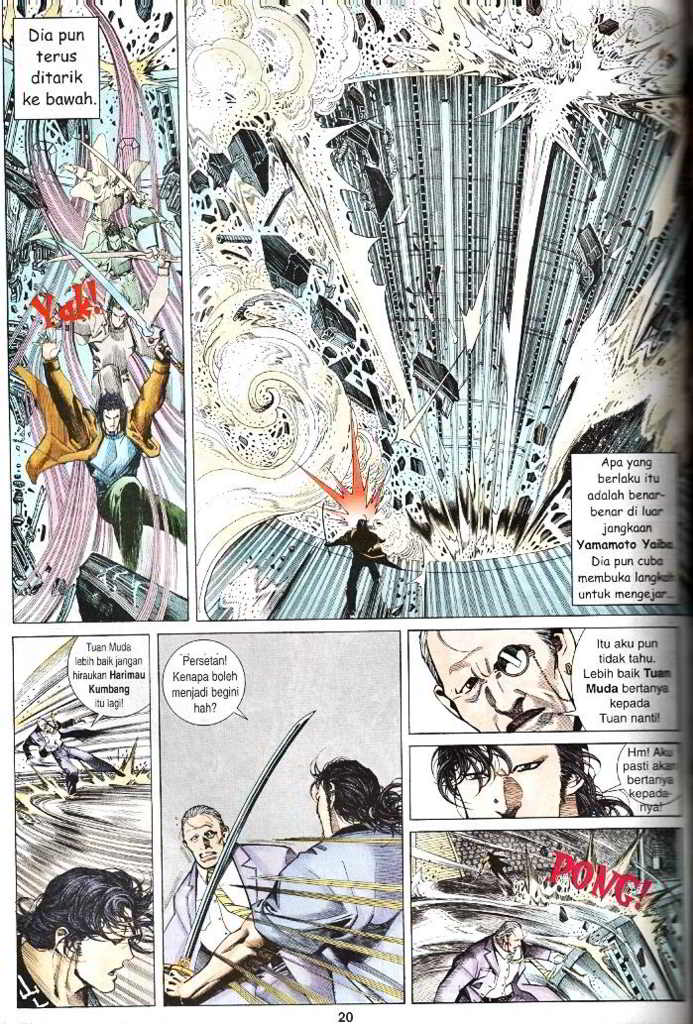 Dia pun
terus
ditarik
ke bawah.
Yak!
Apa yang
berlaku itu
adalah benar-
benar di luar
jangkaan
Yamamoto Yaiba.
Dia pun cuba
membuka langkah
untuk mengejar...
Tuan Muda
lebih baik jangan
hiraukan Harimau
Kumbang
itu lagi!
Persetan!
Kenapa boleh
menjadi begini
hah?
Itu aku pun
tidak tahu.
Lebih baik Tuan
Muda bertanya
kepada
Tuan nanti!
Hm! Aku
pasti akan
bertanya
kepada-
nya!
PONG!
20